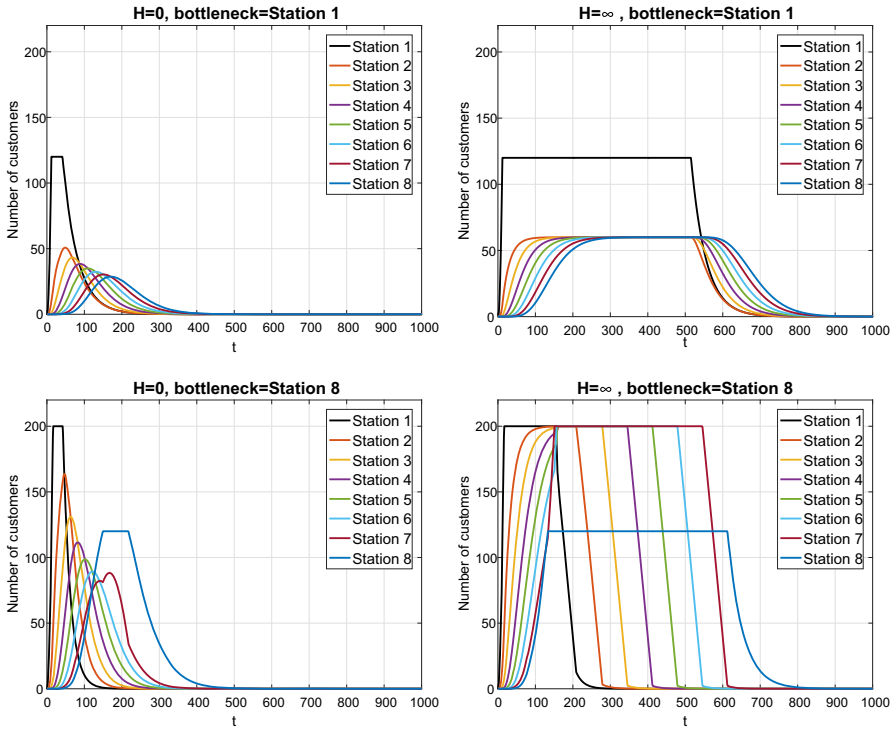 H=0, bottleneck=Station 1
Number of customers
200
150
100
50
0
0 100 200 300 400 500 600 700 800 900 1000
t
Station 1
Station 2
Station 3
Station 4
Station 5
Station 6
Station 7
Station 8
H=∞ , bottleneck=Station 1
Number of customers
200
150
100
50
0
0 100 200 300 400 500 600 700 800 900 1000
t
Station 1
Station 2
Station 3
Station 4
Station 5
Station 6
Station 7
Station 8
H=0, bottleneck=Station 8
Number of customers
200
150
100
50
0
0 100 200 300 400 500 600 700 800 900 1000
t
Station 1
Station 2
Station 3
Station 4
Station 5
Station 6
Station 7
Station 8
H=∞ , bottleneck=Station 8
Number of customers
200
150
100
50
0
0 100 200 300 400 500 600 700 800 900 1000
t
Station 1
Station 2
Station 3
Station 4
Station 5
Station 6
Station 7
Station 8